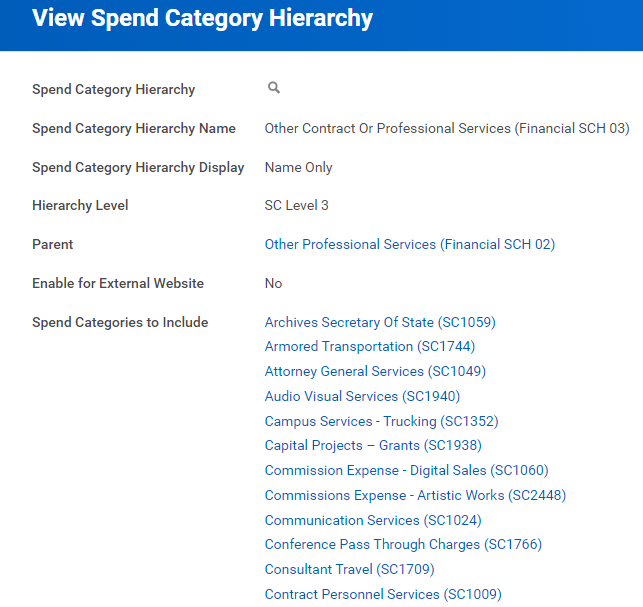 View Spend Category Hierarchy
Spend Category Hierarchy
Spend Category Hierarchy Name Other Contract Or Professional Services (Financial SCH 03)
Spend Category Hierarchy Display Name Only
Hierarchy Level SC Level 3
Parent Other Professional Services (Financial SCH 02)
Enable for External Website No
Spend Categories to Include Archives Secretary Of State (SC1059)
Armored Transportation (SC1744)
Attorney General Services (SC1049)
Audio Visual Services (SC1940)
Campus Services - Trucking (SC1352)
Capital Projects – Grants (SC1938)
Commission Expense - Digital Sales (SC1060)
Commissions Expense - Artistic Works (SC2448)
Communication Services (SC1024)
Conference Pass Through Charges (SC1766)
Consultant Travel (SC1709)
Contract Personnel Services (SC1009)